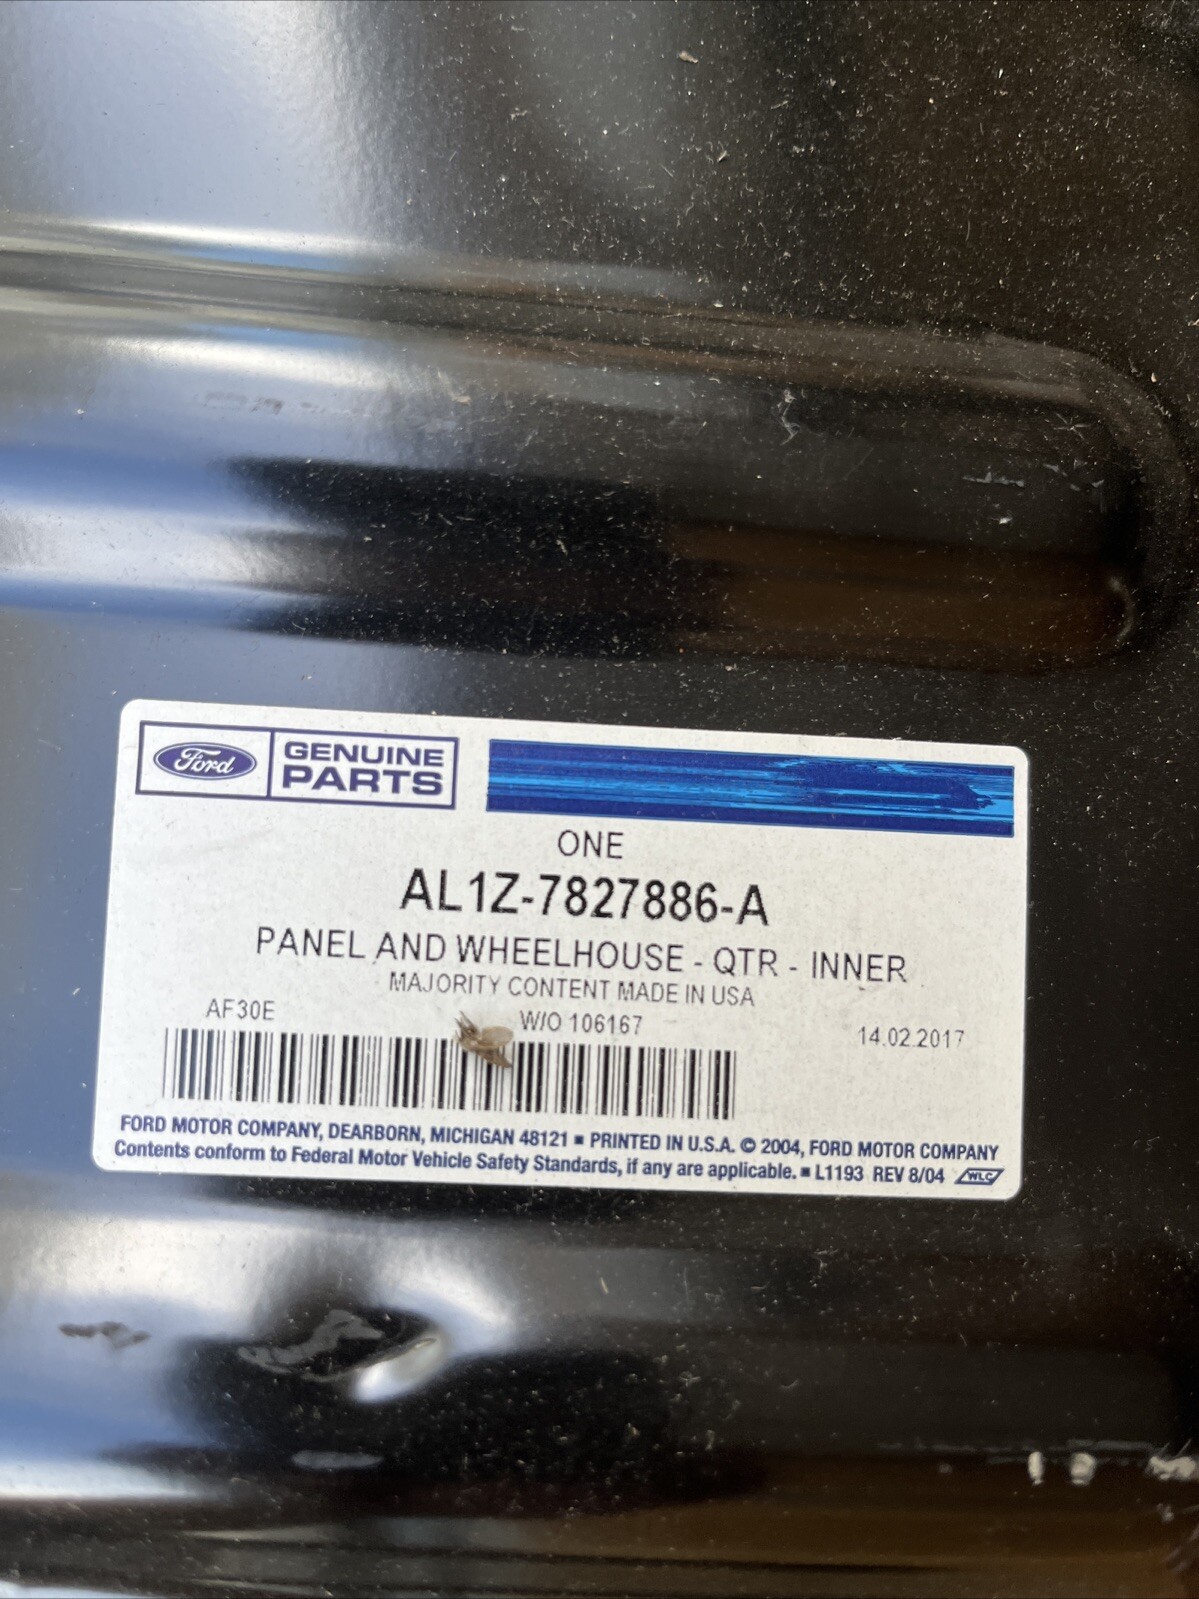 Ford GENUINE PARTS
ONE
AL1Z-7827886-A
PANEL AND WHEELHOUSE - QTR - INNER
MAJORITY CONTENT MADE IN USA
AF30E W/O 106167 14.02.2017
FORD MOTOR COMPANY, DEARBORN, MICHIGAN 48121 ▪ PRINTED IN U.S.A. © 2004, FORD MOTOR COMPANY
Contents conform to Federal Motor Vehicle Safety Standards, if any are applicable. ▪ L1193 REV 8/04 WLC